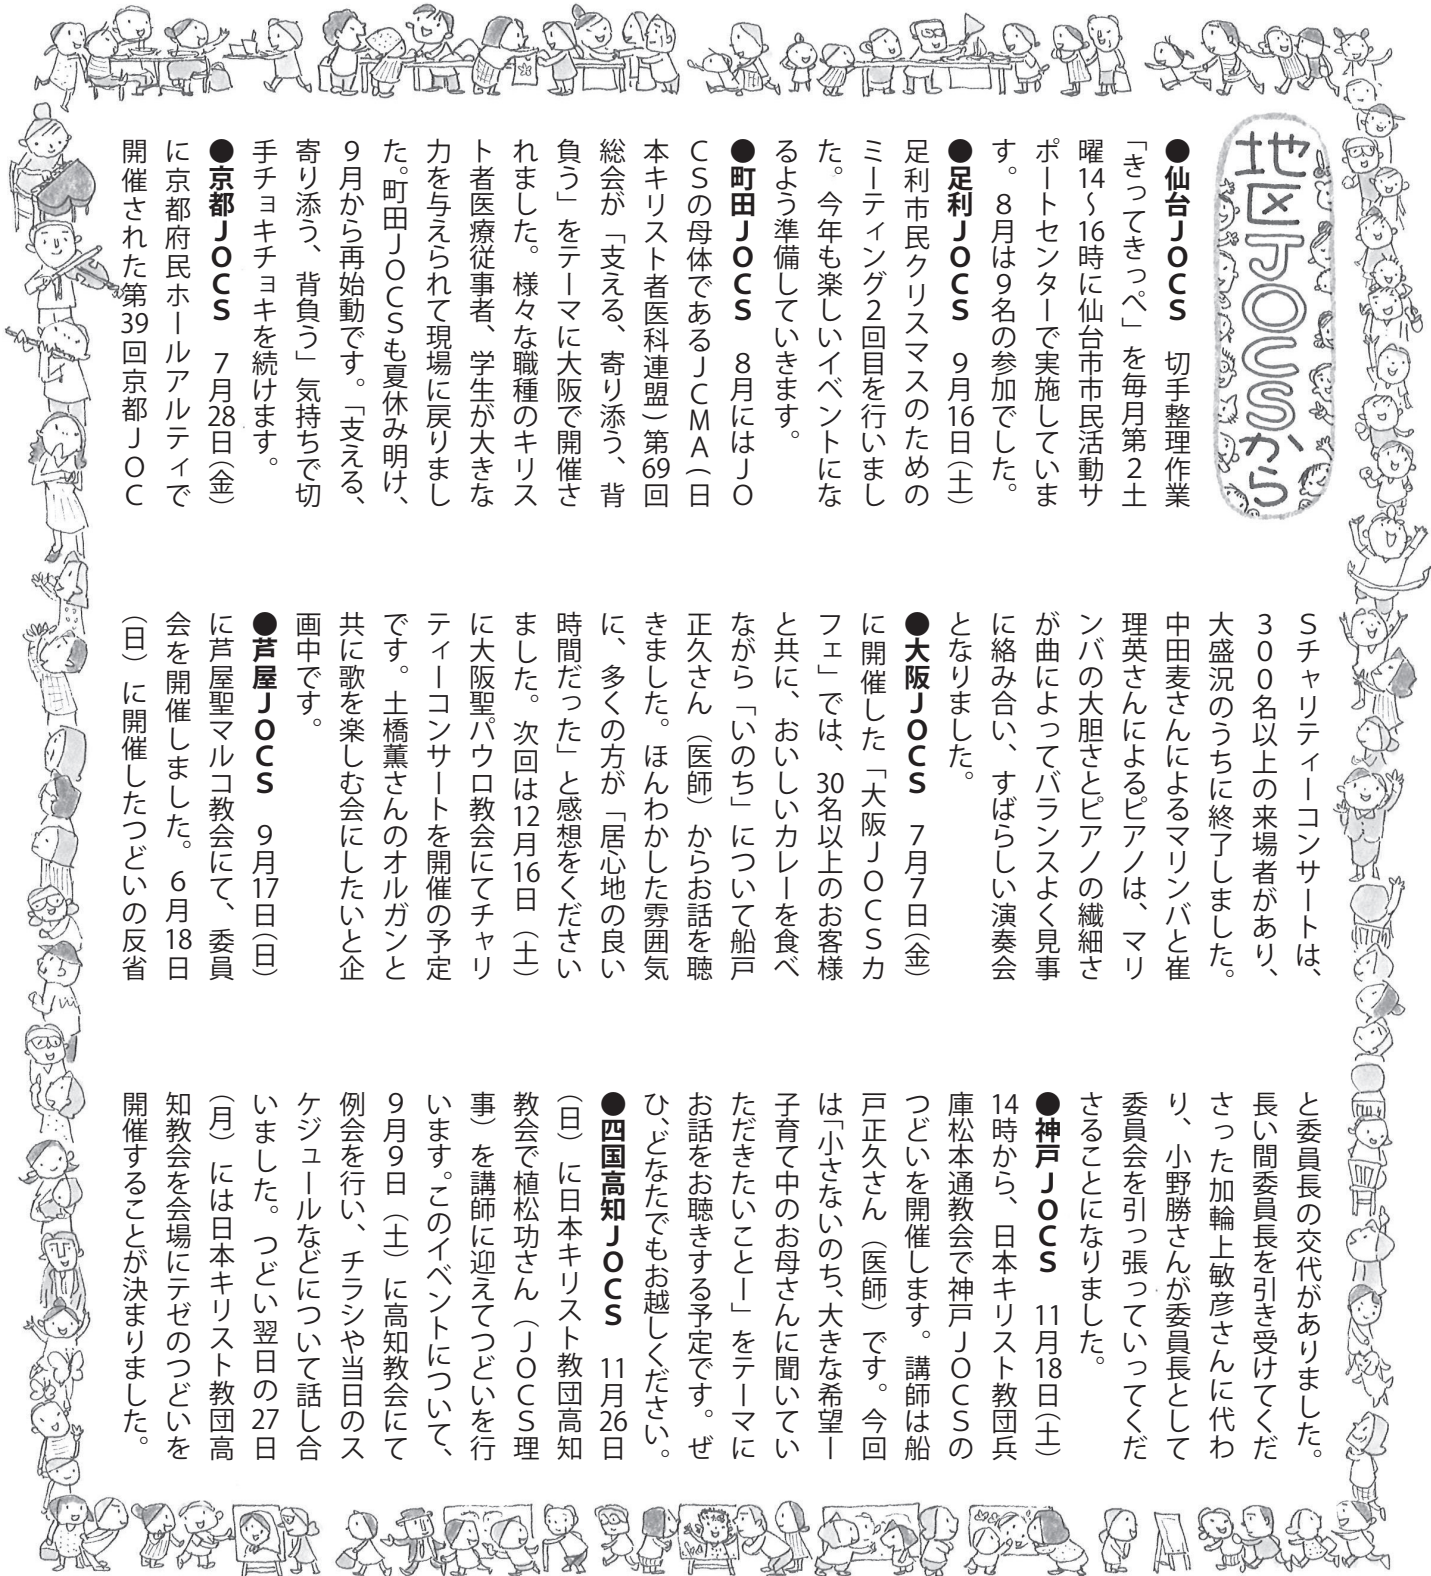 地区JOCSから
●仙台JOCS　切手整理作業
「きってきっぺ」を毎月第2土
曜14～16時に仙台市市民活動サ
ポートセンターで実施していま
す。8月は9名の参加でした。
●足利JOCS　9月16日(土)
足利市民クリスマスのための
ミーティング2回目を行いまし
た。今年も楽しいイベントにな
るよう準備していきます。
●町田JOCS　8月にはJO
CSの母体であるJCMA(日
本キリスト者医科連盟)第69回
総会が「支える、寄り添う、背
負う」をテーマに大阪で開催さ
れました。様々な職種のキリス
ト者医療従事者、学生が大きな
力を与えられて現場に戻りまし
た。町田JOCSも夏休み明け、
9月から再始動です。「支える、
寄り添う、背負う」気持ちで切
手チョキチョキを続けます。
●京都JOCS　7月28日(金)
に京都府民ホールアルティで
開催された第39回京都JOC
Sチャリティーコンサートは、
300名以上の来場者があり、
大盛況のうちに終了しました。
中田麦さんによるマリンバと崔
理英さんによるピアノは、マリ
ンバの大胆さとピアノの繊細さ
が曲によってバランスよく見事
に絡み合い、すばらしい演奏会
となりました。
●大阪JOCS　7月7日(金)
に開催した「大阪JOCSカ
フェ」では、30名以上のお客様
と共に、おいしいカレーを食べ
ながら「いのち」について船戸
正久さん（医師）からお話を聴
きました。ほんわかした雰囲気
に、多くの方が「居心地の良い
時間だった」と感想をください
ました。次回は12月16日（土）
に大阪聖パウロ教会にてチャリ
ティーコンサートを開催の予定
です。土橋薫さんのオルガンと
共に歌を楽しむ会にしたいと企
画中です。
●芦屋JOCS　9月17日(日)
に芦屋聖マルコ教会にて、委員
会を開催しました。6月18日
（日）に開催したつどいの反省
と委員長の交代がありました。
長い間委員長を引き受けてくだ
さった加輪上敏彦さんに代わ
り、小野勝さんが委員長として
委員会を引っ張っていってくだ
さることになりました。
●神戸JOCS　11月18日(土)
14時から、日本キリスト教団兵
庫松本通教会で神戸JOCSの
つどいを開催します。講師は船
戸正久さん（医師）です。今回
は「小さないのち、大きな希望ー
子育て中のお母さんに聞いてい
ただきたいことー」をテーマに
お話をお聴きする予定です。ぜ
ひ、どなたでもお越しください。
●四国高知JOCS　11月26日
（日）に日本キリスト教団高知
教会で植松功さん（JOCS理
事）を講師に迎えてつどいを行
います。このイベントについて、
9月9日（土）に高知教会にて
例会を行い、チラシや当日のス
ケジュールなどについて話し合
いました。つどい翌日の27日
（月）には日本キリスト教団高
知教会を会場にテゼのつどいを
開催することが決まりました。